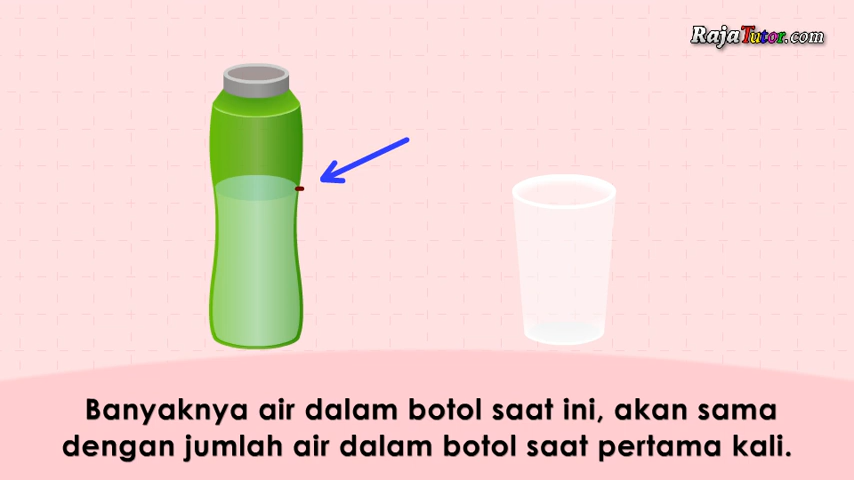 RajaTutor.com
Banyaknya air dalam botol saat ini, akan sama
dengan jumlah air dalam botol saat pertama kali.